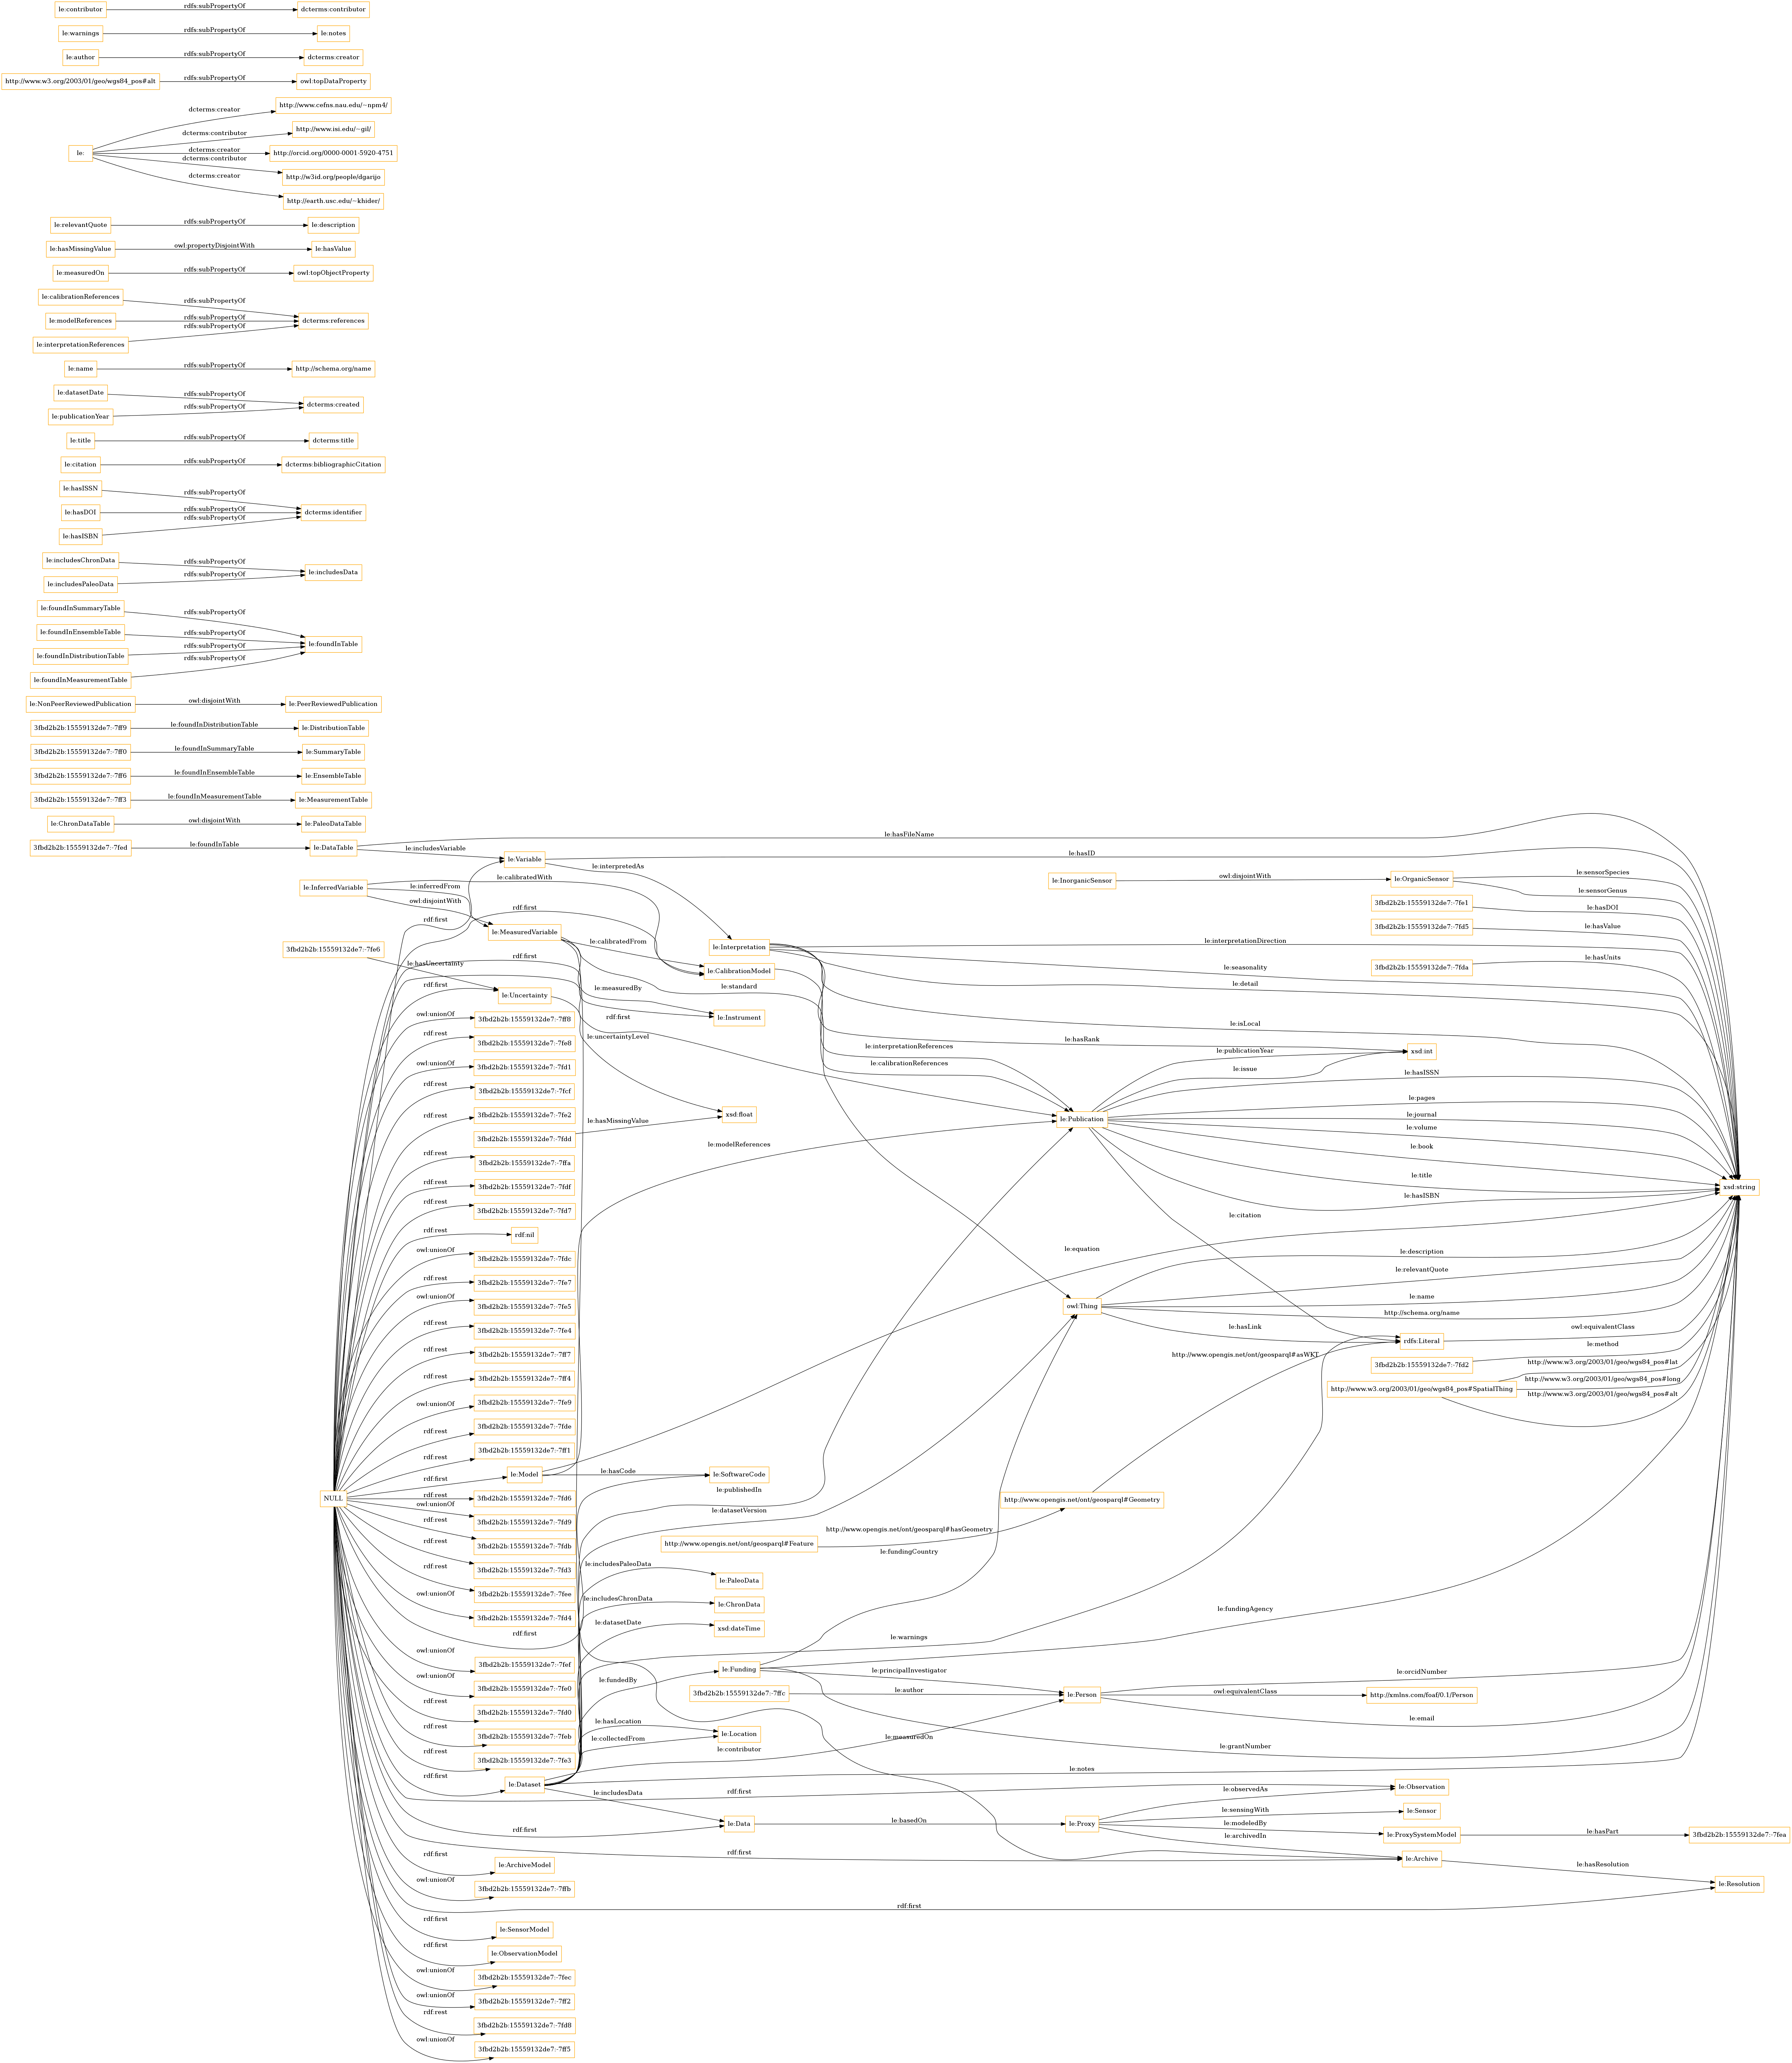 le:contributor rdfs:subPropertyOf dcterms:contributor
le:warnings rdfs:subPropertyOf le:notes
le:author rdfs:subPropertyOf dcterms:creator
http://www.w3.org/2003/01/geo/wgs84_pos#alt rdfs:subPropertyOf owl:topDataProperty
dcterms:creator http://www.cefns.nau.edu/~npm4/
dcterms:contributor http://www.isi.edu/~gil/
le: dcterms:creator http://orcid.org/0000-0001-5920-4751
dcterms:contributor http://w3id.org/people/dgarijo
dcterms:creator http://earth.usc.edu/~khider/
le:relevantQuote rdfs:subPropertyOf le:description
le:hasMissingValue owl:propertyDisjointWith le:hasValue
le:measuredOn rdfs:subPropertyOf owl:topObjectProperty
le:calibrationReferences rdfs:subPropertyOf
le:modelReferences rdfs:subPropertyOf dcterms:references
le:interpretationReferences rdfs:subPropertyOf
le:name rdfs:subPropertyOf http://schema.org/name
le:datasetDate rdfs:subPropertyOf dcterms:created
le:publicationYear rdfs:subPropertyOf
le:title rdfs:subPropertyOf dcterms:title
le:citation rdfs:subPropertyOf dcterms:bibliographicCitation
le:hasISSN rdfs:subPropertyOf
le:hasDOI rdfs:subPropertyOf dcterms:identifier
le:hasISBN rdfs:subPropertyOf
le:includesChronData rdfs:subPropertyOf le:includesData
le:includesPaleoData rdfs:subPropertyOf
le:foundInSummaryTable rdfs:subPropertyOf
le:foundInEnsembleTable rdfs:subPropertyOf le:foundInTable
le:foundInDistributionTable rdfs:subPropertyOf
le:foundInMeasurementTable rdfs:subPropertyOf
le:NonPeerReviewedPublication owl:disjointWith le:PeerReviewedPublication
3fbd2b2b:15559132de7:-7ff9 le:foundInDistributionTable le:DistributionTable
3fbd2b2b:15559132de7:-7ff0 le:foundInSummaryTable le:SummaryTable
3fbd2b2b:15559132de7:-7ff6 le:foundInEnsembleTable le:EnsembleTable
3fbd2b2b:15559132de7:-7ff3 le:foundInMeasurementTable le:MeasurementTable
le:ChronDataTable owl:disjointWith le:PaleoDataTable
3fbd2b2b:15559132de7:-7fed le:foundInTable le:DataTable le:includesVariable le:hasFileName
le:Variable le:interpretedAs le:hasID
le:InferredVariable le:inferredFrom le:calibratedWith owl:disjointWith
le:InorganicSensor owl:disjointWith le:OrganicSensor le:sensorSpecies
le:sensorGenus
3fbd2b2b:15559132de7:-7fe1 le:hasDOI
3fbd2b2b:15559132de7:-7fd5 le:hasValue
3fbd2b2b:15559132de7:-7fda le:hasUnits
rdf:first le:MeasuredVariable le:calibratedFrom le:Interpretation le:interpretationDirection
3fbd2b2b:15559132de7:-7fe6 le:hasUncertainty rdf:first le:CalibrationModel le:seasonality
le:measuredBy le:standard le:detail
rdf:first le:Uncertainty le:Instrument
owl:unionOf 3fbd2b2b:15559132de7:-7ff8 rdf:first le:isLocal
rdf:rest 3fbd2b2b:15559132de7:-7fe8 le:uncertaintyLevel le:interpretationReferences le:hasRank xsd:int
owl:unionOf 3fbd2b2b:15559132de7:-7fd1 le:calibrationReferences le:publicationYear
le:issue
rdf:rest 3fbd2b2b:15559132de7:-7fcf le:hasISSN
rdf:rest 3fbd2b2b:15559132de7:-7fe2 xsd:float le:Publication le:pages
3fbd2b2b:15559132de7:-7fdd le:hasMissingValue le:journal
le:modelReferences le:volume
rdf:rest 3fbd2b2b:15559132de7:-7ffa le:book
rdf:rest 3fbd2b2b:15559132de7:-7fdf le:title xsd:string
rdf:rest 3fbd2b2b:15559132de7:-7fd7 le:hasISBN
rdf:rest rdf:nil le:citation
owl:unionOf 3fbd2b2b:15559132de7:-7fdc le:equation le:description
rdf:rest 3fbd2b2b:15559132de7:-7fe7 le:relevantQuote
owl:unionOf 3fbd2b2b:15559132de7:-7fe5 owl:Thing le:name
http://schema.org/name
rdf:rest 3fbd2b2b:15559132de7:-7fe4 le:hasLink rdfs:Literal owl:equivalentClass
rdf:rest 3fbd2b2b:15559132de7:-7ff7 http://www.opengis.net/ont/geosparql#asWKT le:method
3fbd2b2b:15559132de7:-7fd2 http://www.w3.org/2003/01/geo/wgs84_pos#lat
rdf:rest 3fbd2b2b:15559132de7:-7ff4 http://www.w3.org/2003/01/geo/wgs84_pos#SpatialThing http://www.w3.org/2003/01/geo/wgs84_pos#long
http://www.w3.org/2003/01/geo/wgs84_pos#alt
owl:unionOf 3fbd2b2b:15559132de7:-7fe9
rdf:rest 3fbd2b2b:15559132de7:-7fde
rdf:rest 3fbd2b2b:15559132de7:-7ff1
rdf:first le:Model le:hasCode le:SoftwareCode
le:publishedIn
NULL rdf:rest 3fbd2b2b:15559132de7:-7fd6 http://www.opengis.net/ont/geosparql#Geometry
owl:unionOf 3fbd2b2b:15559132de7:-7fd9 le:datasetVersion
rdf:rest 3fbd2b2b:15559132de7:-7fdb http://www.opengis.net/ont/geosparql#Feature http://www.opengis.net/ont/geosparql#hasGeometry
rdf:rest 3fbd2b2b:15559132de7:-7fd3 le:includesPaleoData le:PaleoData le:fundingCountry
rdf:rest 3fbd2b2b:15559132de7:-7fee le:includesChronData le:ChronData
owl:unionOf 3fbd2b2b:15559132de7:-7fd4 le:datasetDate xsd:dateTime le:fundingAgency
rdf:first le:warnings
owl:unionOf 3fbd2b2b:15559132de7:-7fef le:fundedBy le:Funding le:principalInvestigator le:orcidNumber
owl:unionOf 3fbd2b2b:15559132de7:-7fe0 3fbd2b2b:15559132de7:-7ffc le:author le:Person owl:equivalentClass http://xmlns.com/foaf/0.1/Person
rdf:rest 3fbd2b2b:15559132de7:-7fd0 le:hasLocation le:email
rdf:rest 3fbd2b2b:15559132de7:-7feb le:collectedFrom le:Location le:measuredOn
rdf:rest 3fbd2b2b:15559132de7:-7fe3 le:contributor le:grantNumber
rdf:first le:Dataset le:includesData le:notes
rdf:first le:observedAs le:Observation
rdf:first le:Data le:basedOn le:Proxy le:sensingWith le:Sensor
le:modeledBy le:ProxySystemModel le:hasPart 3fbd2b2b:15559132de7:-7fea
rdf:first le:archivedIn le:Archive le:hasResolution
rdf:first le:ArchiveModel
owl:unionOf 3fbd2b2b:15559132de7:-7ffb rdf:first le:Resolution
rdf:first le:SensorModel
rdf:first le:ObservationModel
owl:unionOf 3fbd2b2b:15559132de7:-7fec
owl:unionOf 3fbd2b2b:15559132de7:-7ff2
rdf:rest 3fbd2b2b:15559132de7:-7fd8
owl:unionOf 3fbd2b2b:15559132de7:-7ff5